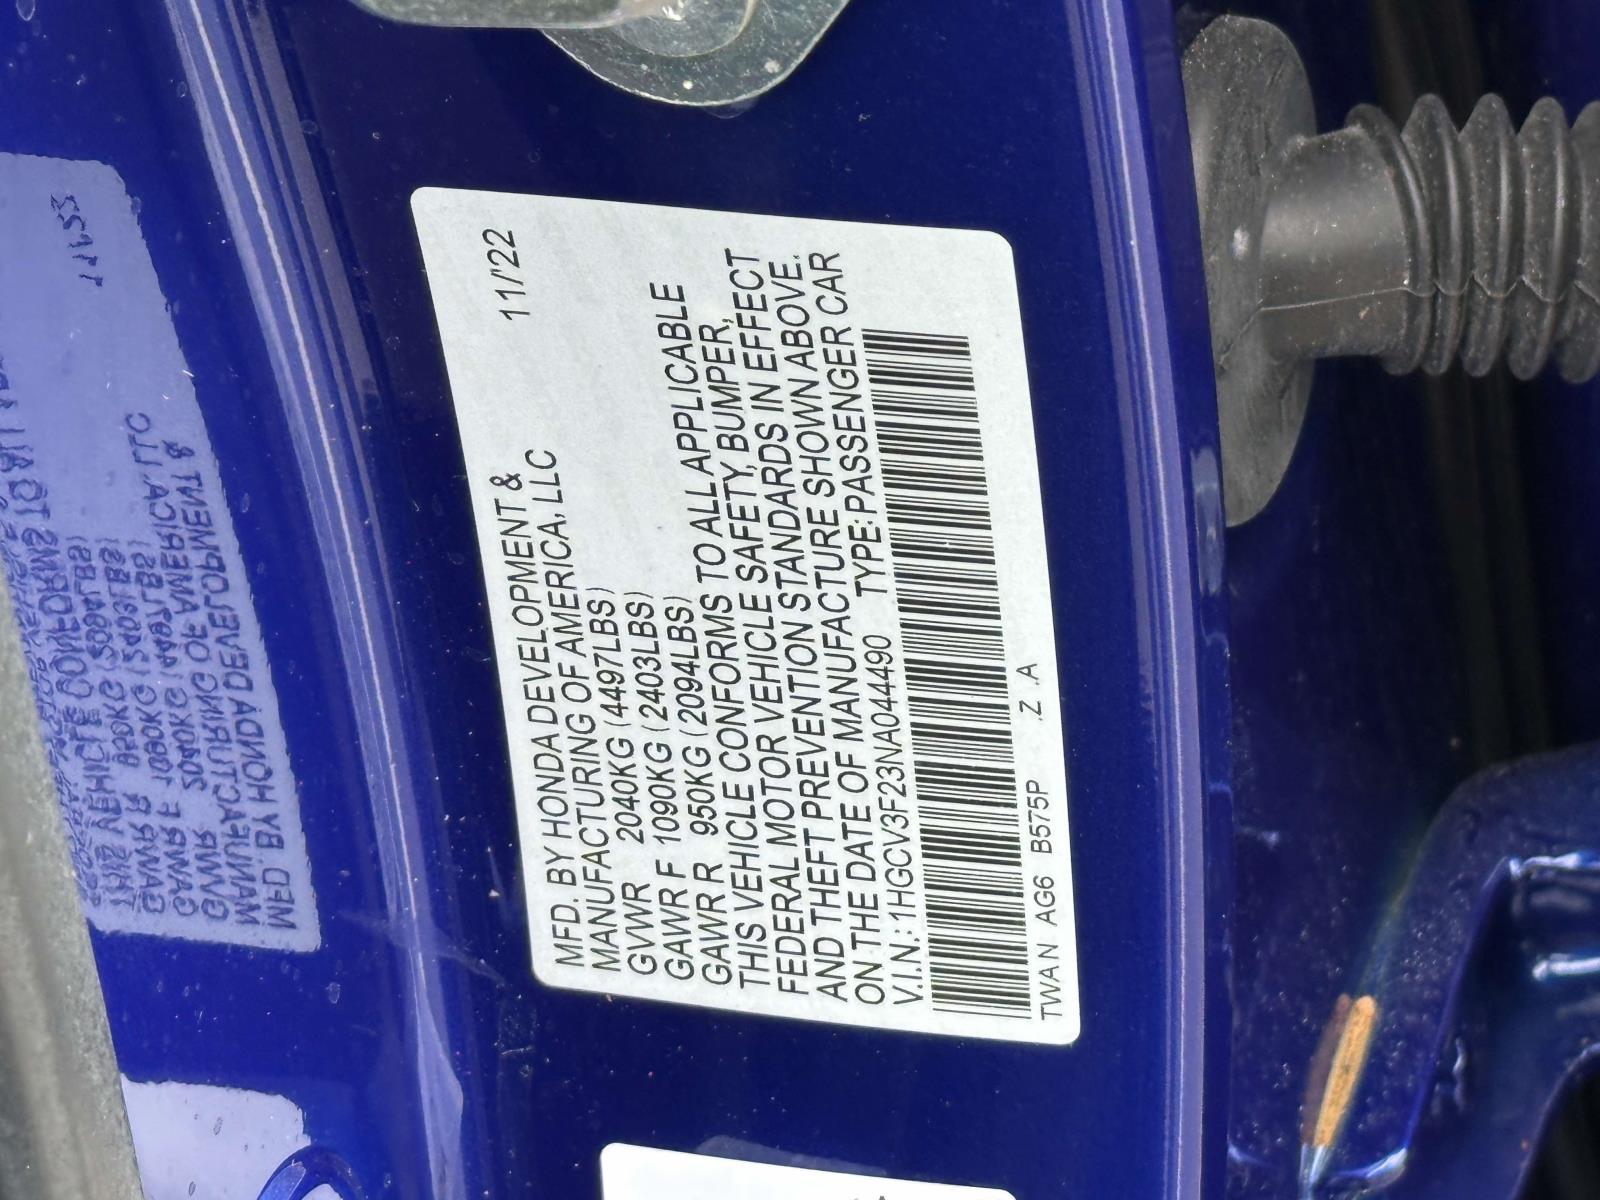 11/'22
MFD. BY HONDA DEVELOPMENT &
MANUFACTURING OF AMERICA, LLC
GVWR 2040KG (4497LBS)
GAWR F 1090KG (2403LBS)
GAWR R 950KG (2094LBS)
THIS VEHICLE CONFORMS TO ALL APPLICABLE
FEDERAL MOTOR VEHICLE SAFETY, BUMPER,
AND THEFT PREVENTION STANDARDS IN EFFECT
ON THE DATE OF MANUFACTURE SHOWN ABOVE.
V.I.N.: 1HGCV3F23NA044490 TYPE: PASSENGER CAR
TWAN AG6 B575P .Z .A